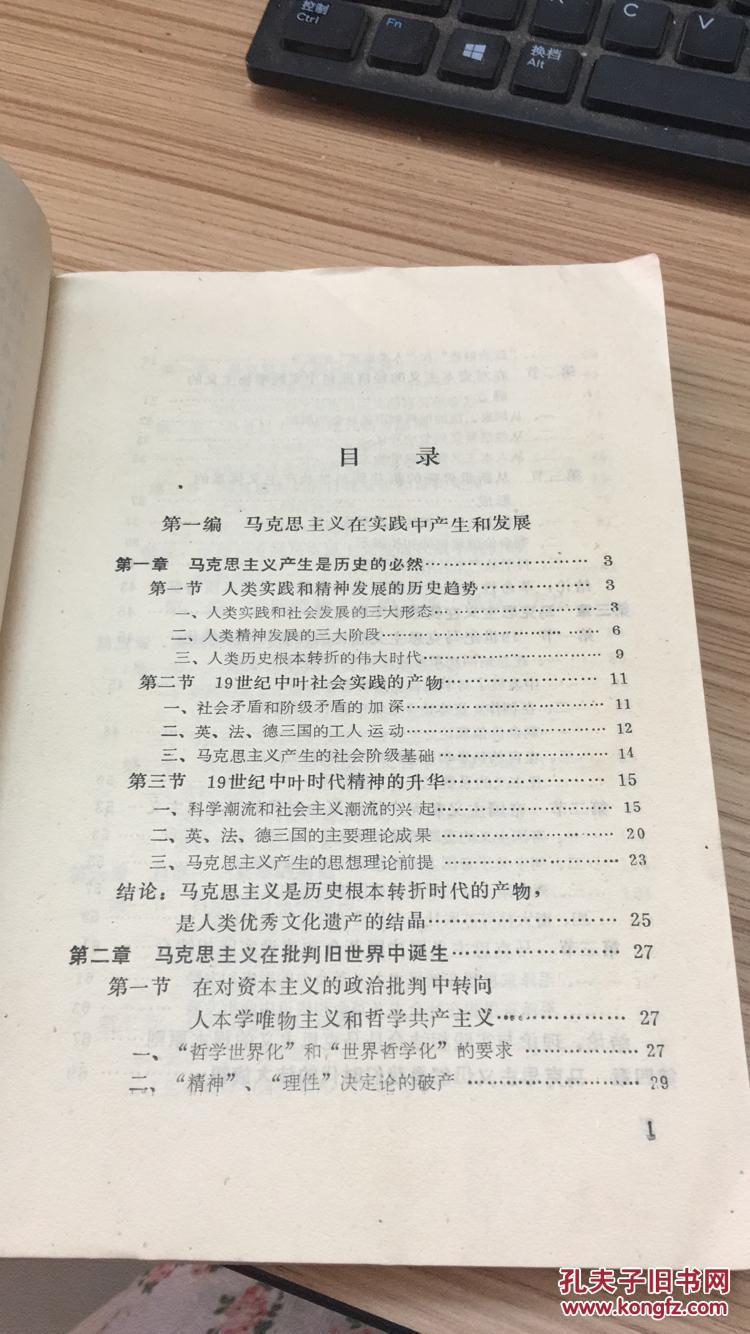 控制
Ctrl
Fn
换档
Alt
X
C
V
目 录
第一编 马克思主义在实践中产生和发展
第一章 马克思主义产生是历史的必然…………………… 3
第一节 人类实践和精神发展的历史趋势……………… 3
一、人类实践和社会发展的三大形态…………………3
二、人类精神发展的三大阶段……………………… 6
三、人类历史根本转折的伟大时代………………… 9
第二节 19世纪中叶社会实践的产物…………………11
一、社会矛盾和阶级矛盾的 加 深……………………11
二、英、法、德三国的工人 运 动……………………12
三、马克思主义产生的社会阶级基础 ………………14
第三节 19世纪中叶时代精神的升华 ………………… 15
一、科学潮流和社会主义潮流的兴 起…………………15
二、英、法、德三国的主要理论成果 …………………20
三、马克思主义产生的思想理论前提 …………………23
结论：马克思主义是历史根本转折时代的产物，
是人类优秀文化遗产的结晶………………………25
第二章 马克思主义在批判旧世界中诞生…………………27
第一节 在对资本主义的政治批判中转向
人本学唯物主义和哲学共产主义………………27
一、“哲学世界化”和“世界哲学化”的要求 ……………27
二、“精神”、“理性”决定论的破产 …………………29
1
孔夫子旧书网
www.kongfz.com